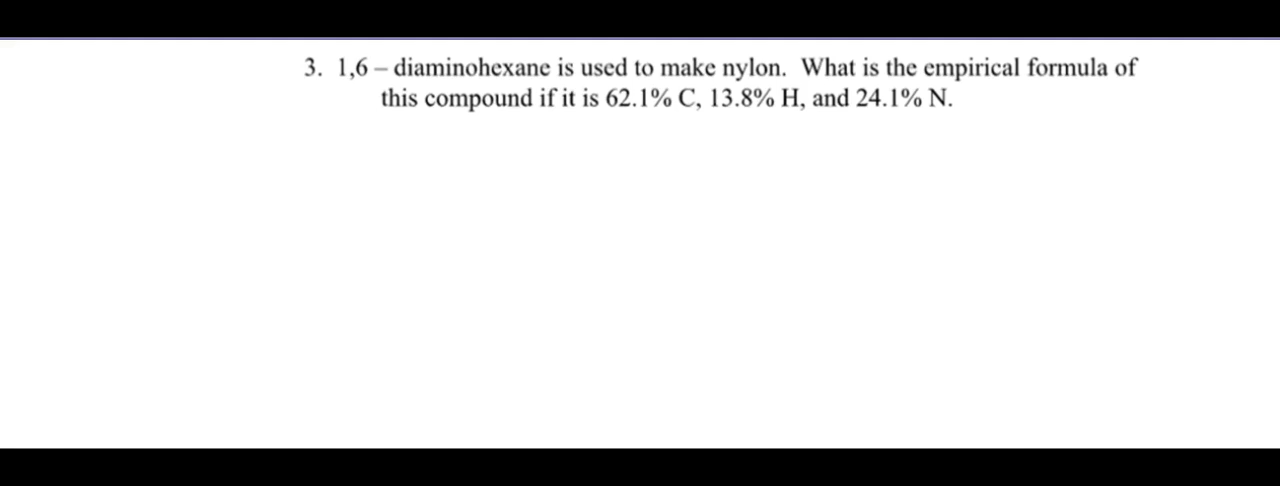 3. 1,6 – diaminohexane is used to make nylon. What is the empirical formula of
this compound if it is 62.1% C, 13.8% H, and 24.1% N.